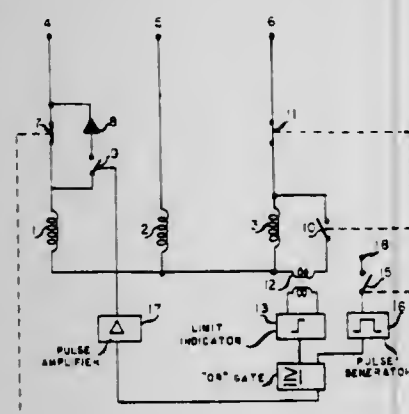 4 5 6
7 8 11
9
1 2 3 10
18
12 15
17 13 16
PULSE
AMPLIFIER
LIMIT
INDICATOR
PULSE
GENERATOR
"OR" GATE